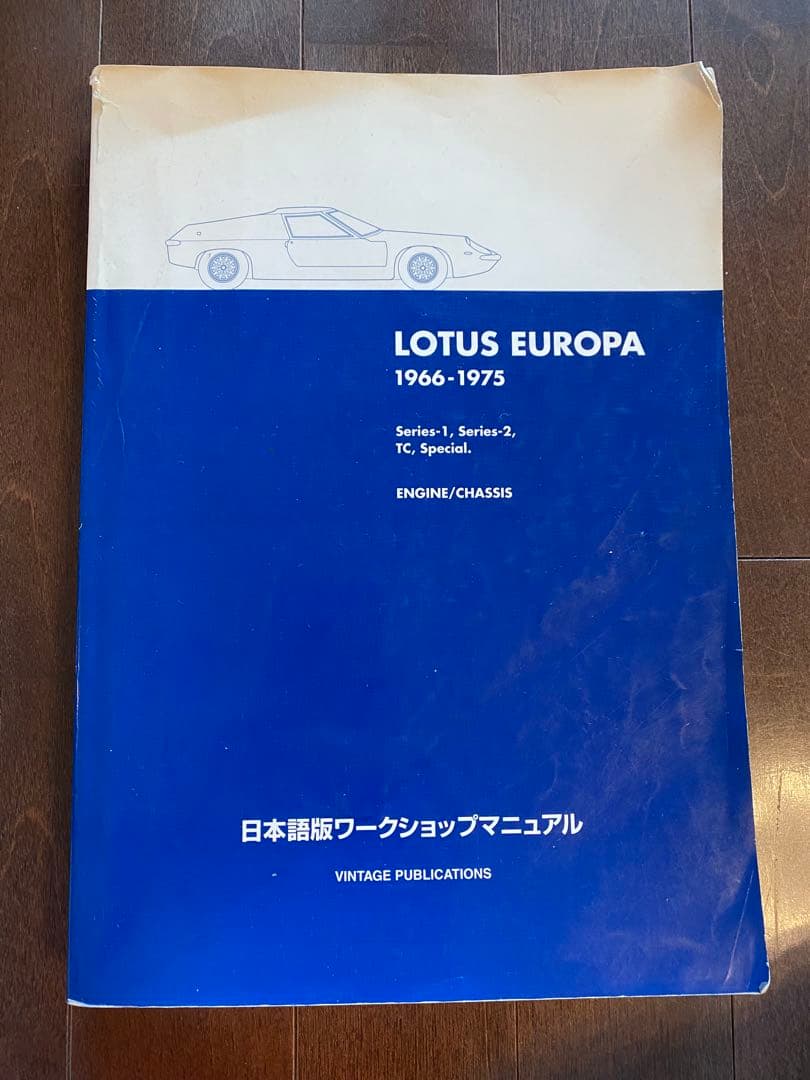 LOTUS EUROPA
1966-1975
Series-1, Series-2,
TC, Special.
ENGINE/CHASSIS
日本語版ワークショップマニュアル
VINTAGE PUBLICATIONS